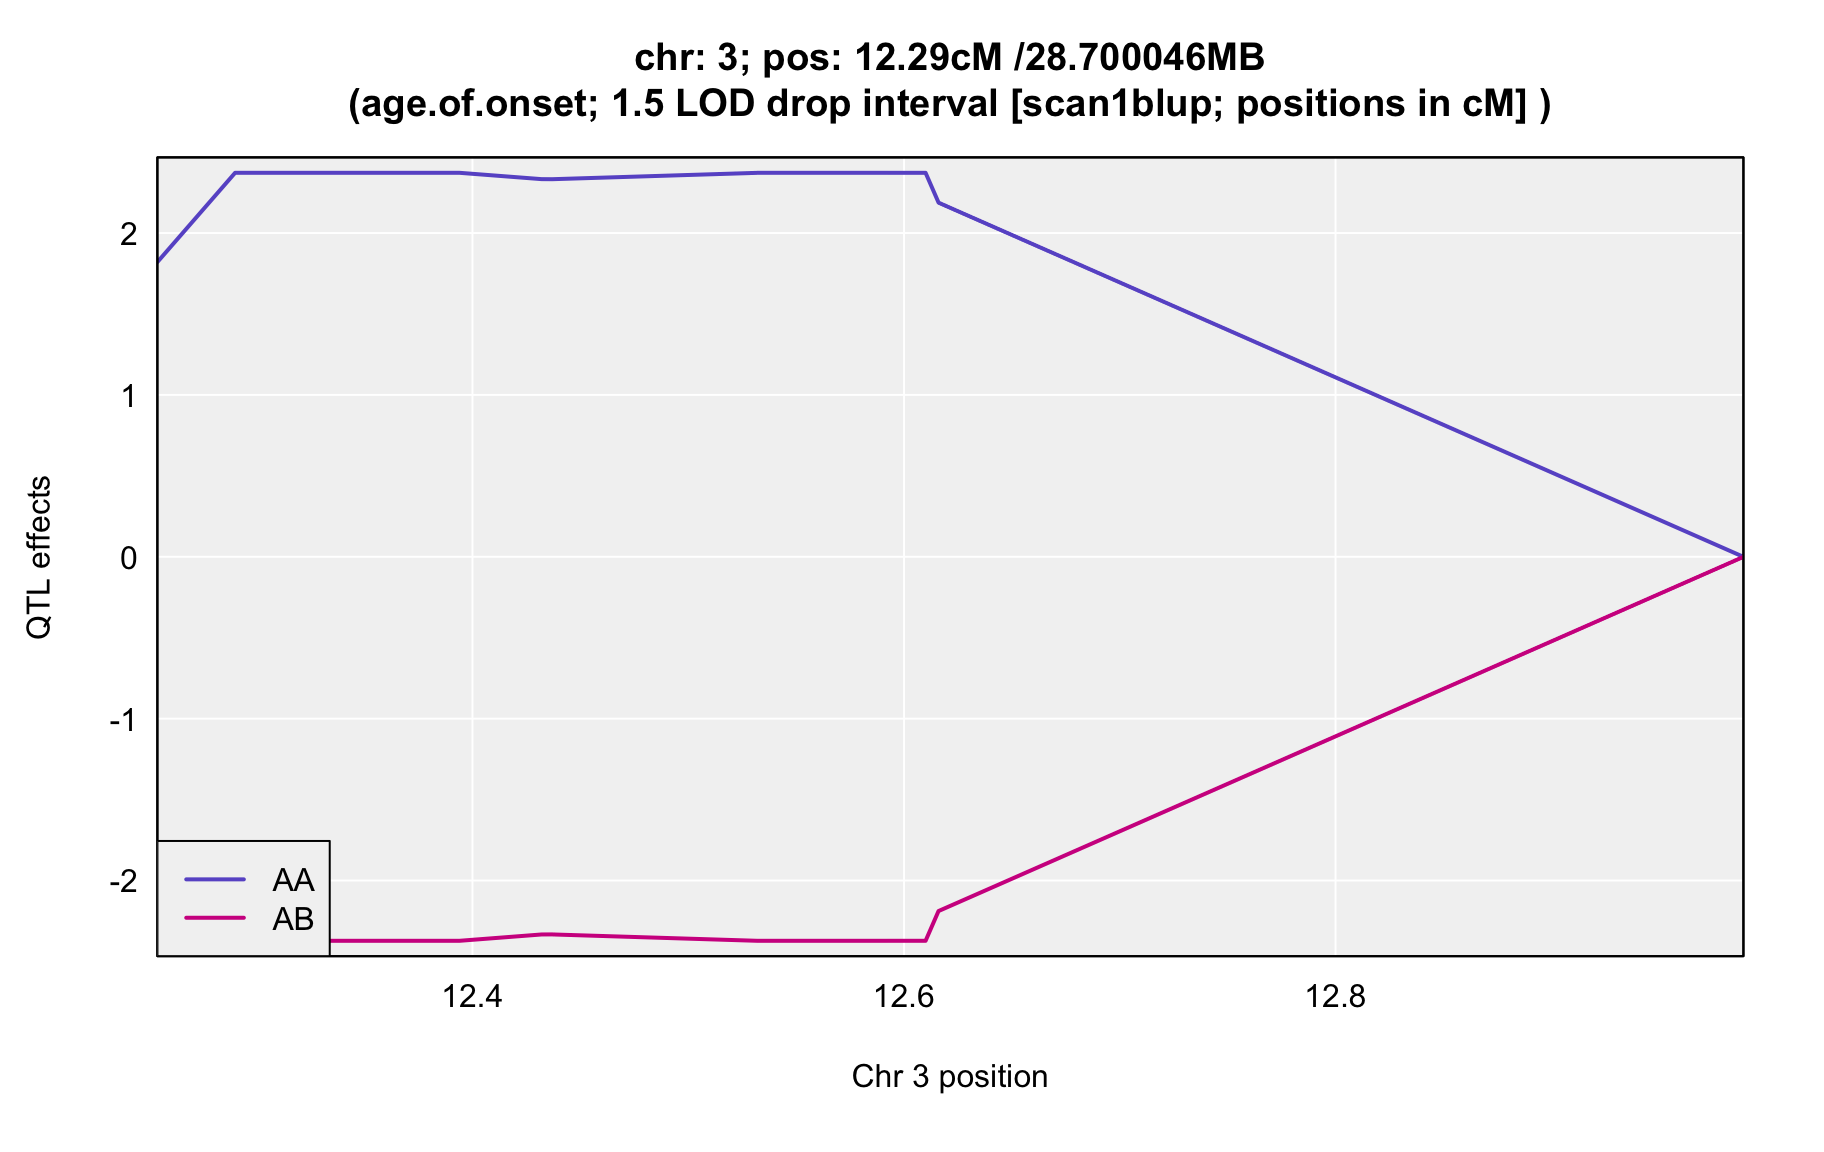 chr: 3; pos: 12.29cM /28.700046MB
(age.of.onset; 1.5 LOD drop interval [scan1blup; positions in cM] )
QTL effects
2
1
0
-1
-2
AA
AB
12.4
12.6
12.8
Chr 3 position